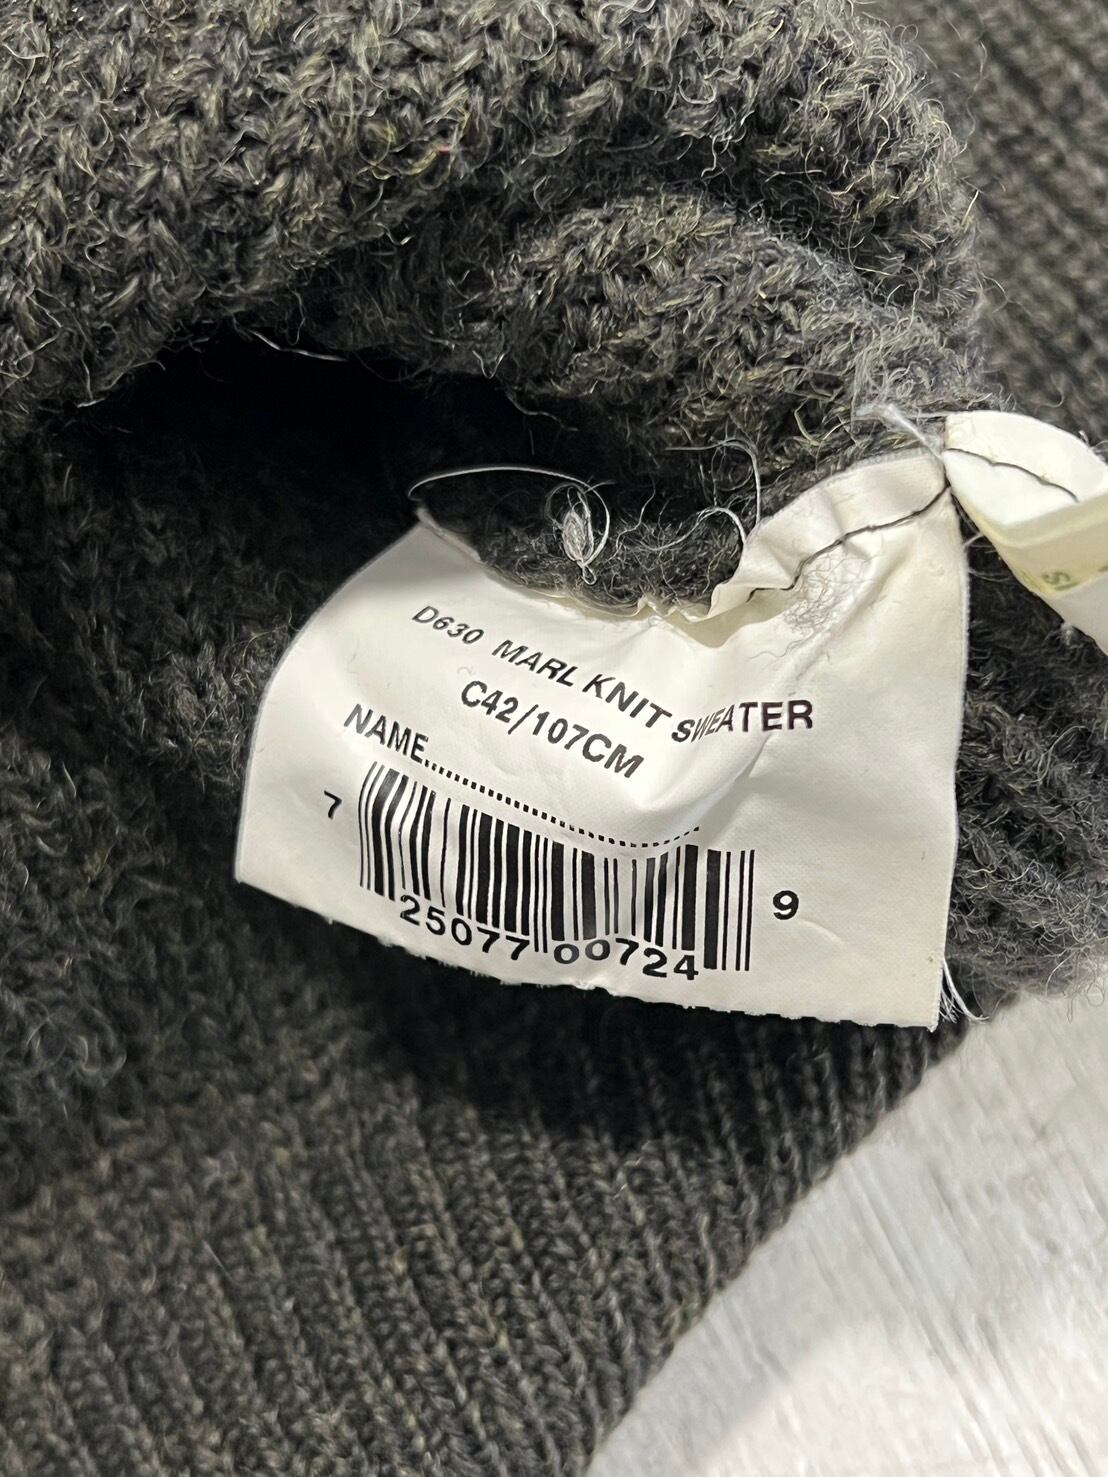 D630 MARL KNIT SWEATER
C42/107CM
NAME................................................
7 25077 00724 9
S